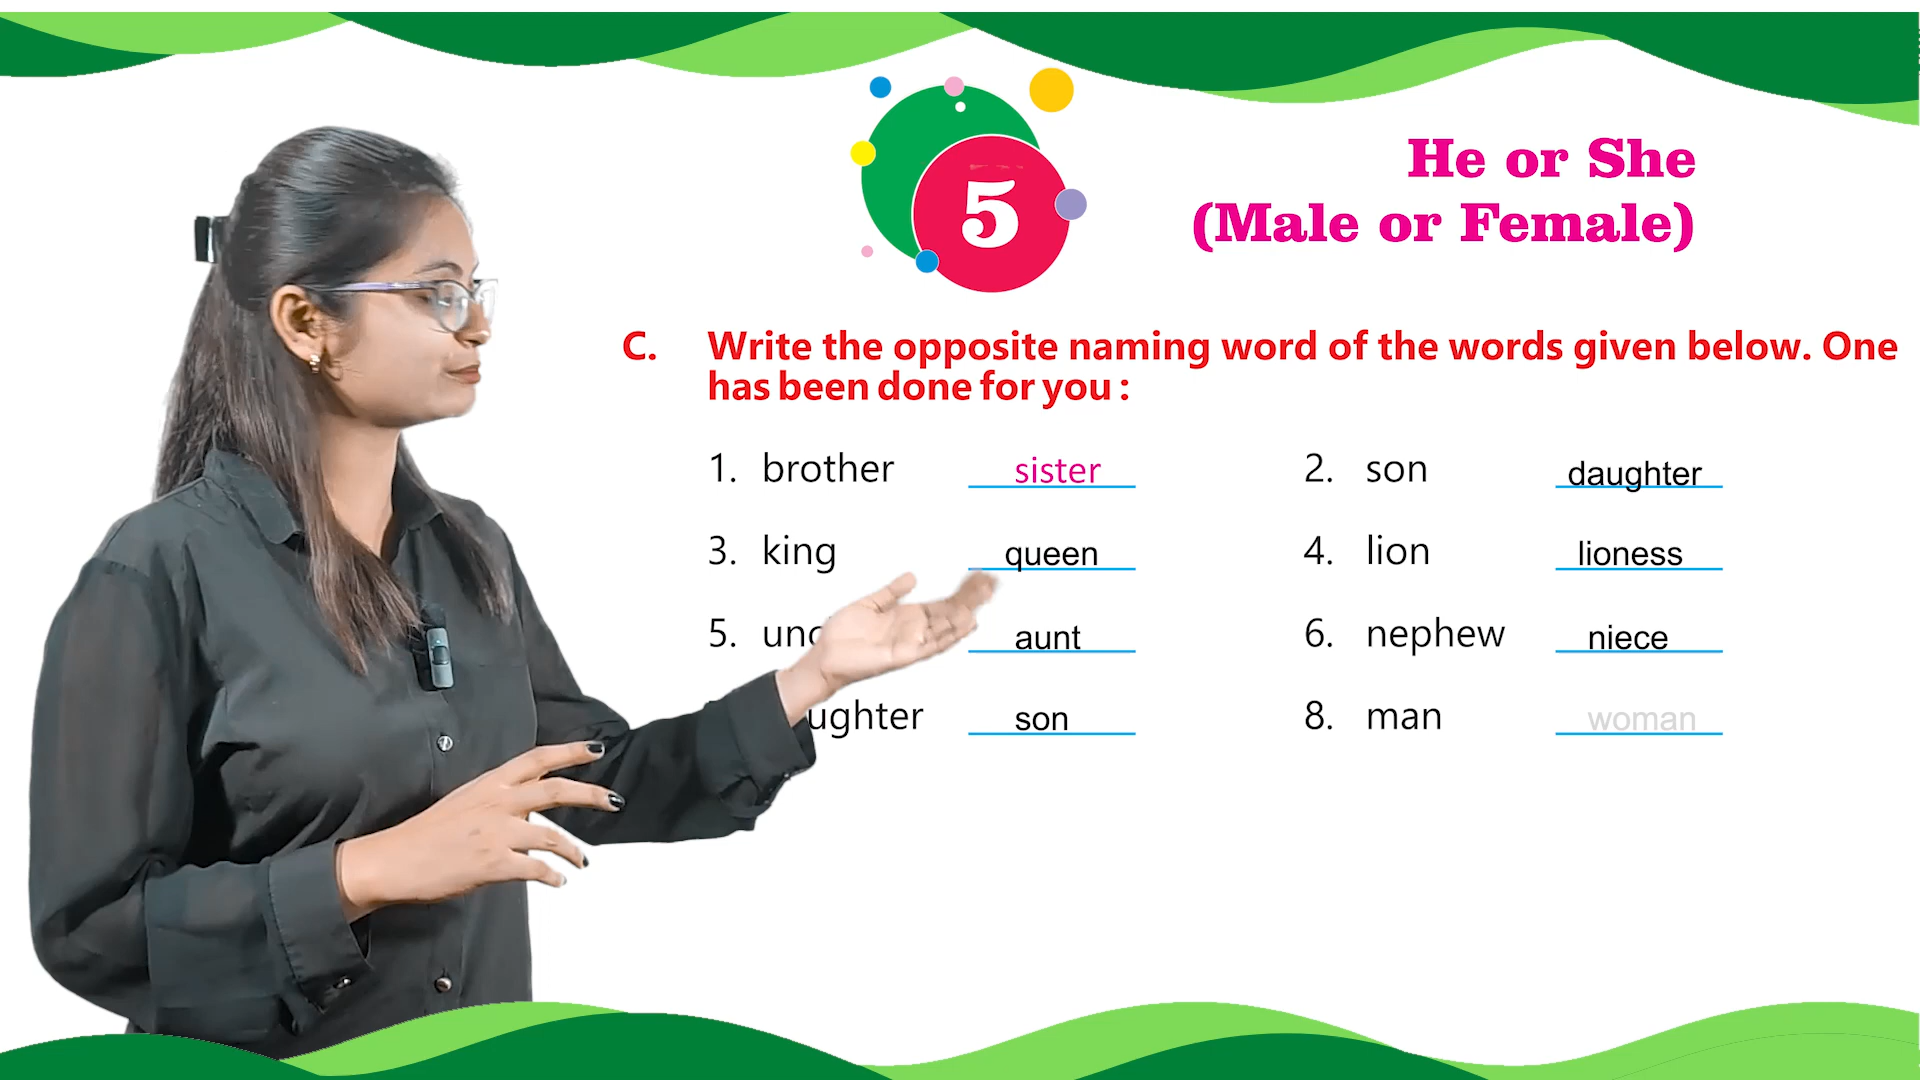 5
He or She
(Male or Female)
C. Write the opposite naming word of the words given below. One
has been done for you :
1. brother sister 2. son daughter
3. king queen 4. lion lioness
5. aunt 6. nephew niece
son 8. man woman